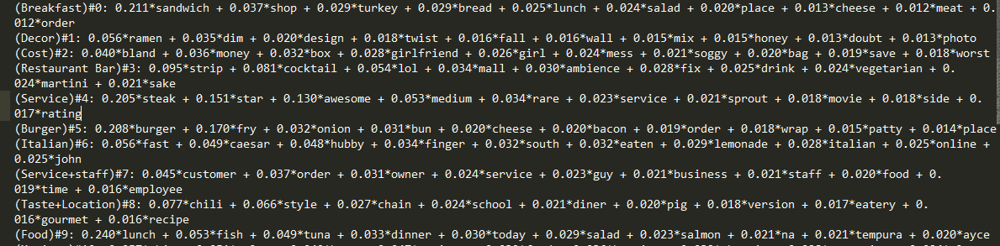 (Breakfast)#0: 0.211*sandwich + 0.037*shop + 0.029*turkey + 0.029*bread + 0.025*lunch + 0.024*salad + 0.020*place + 0.013*cheese + 0.012*meat + 0.
012*order
(Decor)#1: 0.056*ramen + 0.035*dim + 0.020*design + 0.018*twist + 0.016*fall + 0.016*wall + 0.015*mix + 0.015*honey + 0.013*doubt + 0.013*photo
(Cost)#2: 0.040*bland + 0.036*money + 0.032*box + 0.028*girlfriend + 0.026*girl + 0.024*mess + 0.021*soggy + 0.020*bag + 0.019*save + 0.018*worst
(Restaurant Bar)#3: 0.095*strip + 0.081*cocktail + 0.054*lol + 0.034*mall + 0.030*ambience + 0.028*fix + 0.025*drink + 0.024*vegetarian + 0.
024*martini + 0.021*sake
(Service)#4: 0.205*steak + 0.151*star + 0.130*awesome + 0.053*medium + 0.034*rare + 0.023*service + 0.021*sprout + 0.018*movie + 0.018*side + 0.
017*rating
(Burger)#5: 0.208*burger + 0.170*fry + 0.032*onion + 0.031*bun + 0.020*cheese + 0.020*bacon + 0.019*order + 0.018*wrap + 0.015*patty + 0.014*place
(Italian)#6: 0.056*fast + 0.049*caesar + 0.048*hubby + 0.034*finger + 0.032*south + 0.032*eaten + 0.029*lemonade + 0.028*italian + 0.025*online +
0.025*john
(Service+staff)#7: 0.045*customer + 0.037*order + 0.031*owner + 0.024*service + 0.023*guy + 0.021*business + 0.021*staff + 0.020*food + 0.
019*time + 0.016*employee
(Taste+Location)#8: 0.077*chili + 0.066*style + 0.027*chain + 0.024*school + 0.021*diner + 0.020*pig + 0.018*version + 0.017*eatery + 0.
016*gourmet + 0.016*recipe
(Food)#9: 0.240*lunch + 0.053*fish + 0.049*tuna + 0.033*dinner + 0.030*today + 0.029*salad + 0.023*salmon + 0.021*na + 0.021*tempura + 0.020*ayce